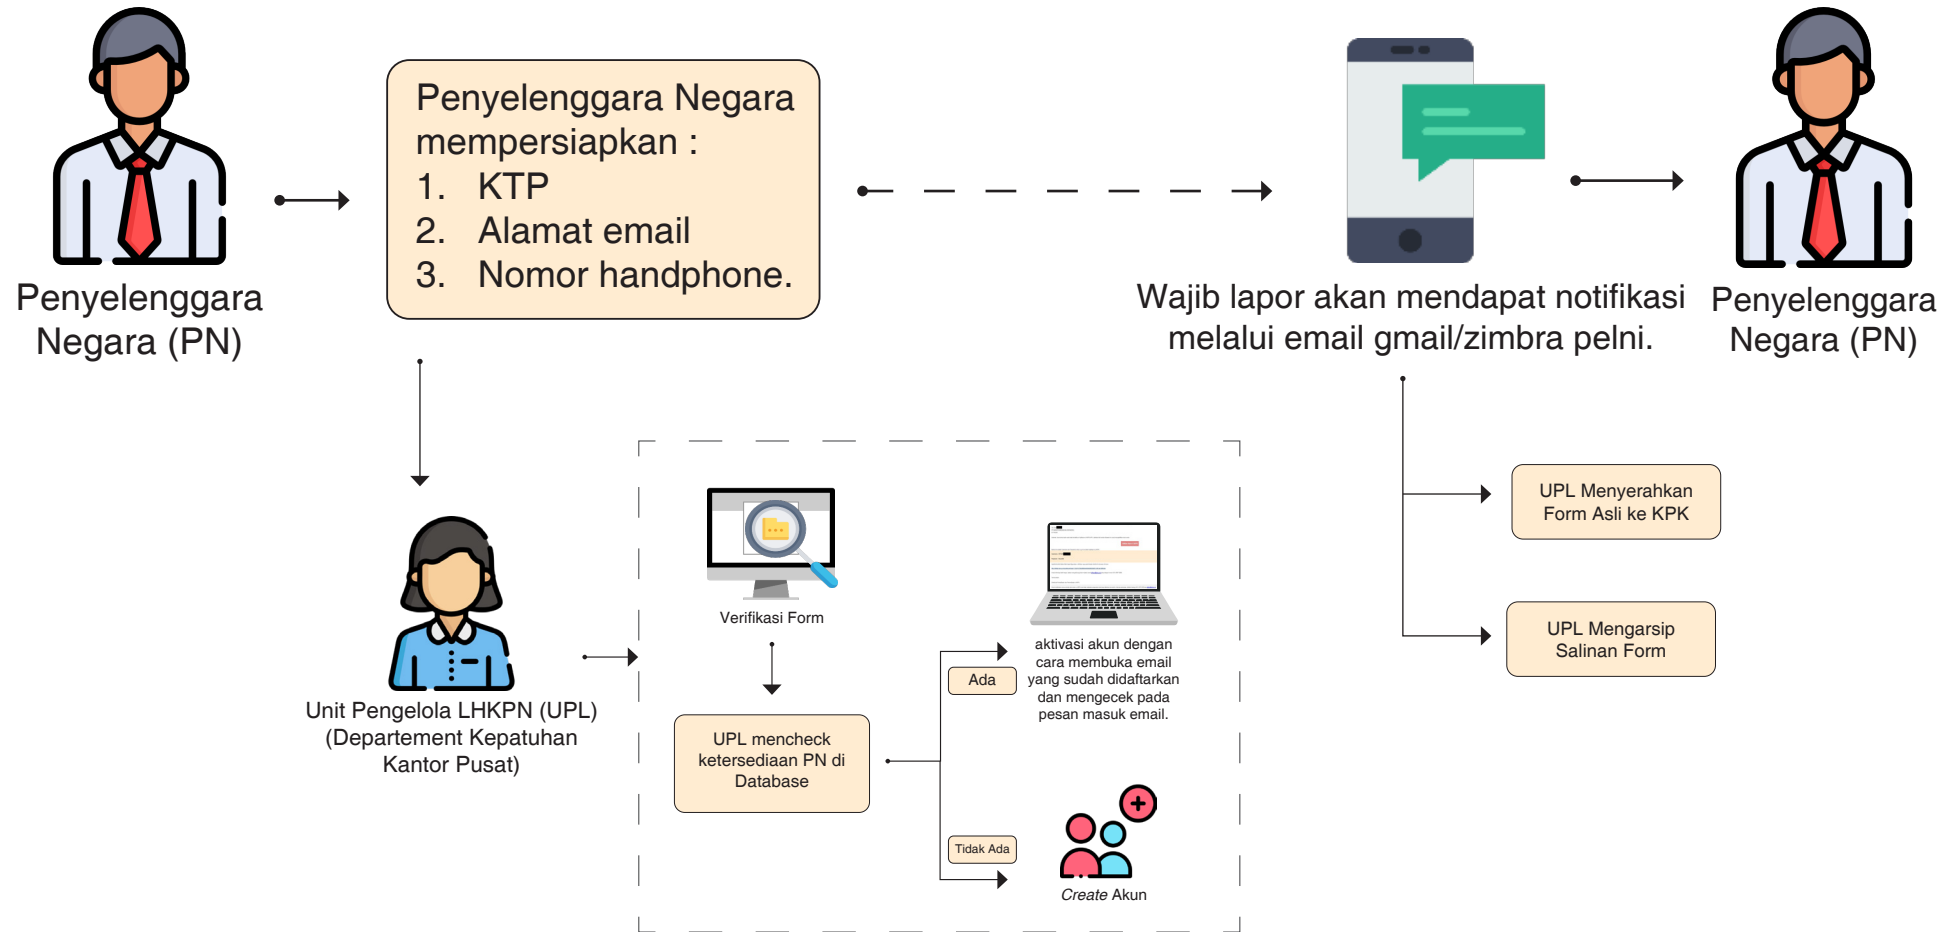 Penyelenggara
Negara (PN)
Penyelenggara Negara
mempersiapkan :
1. KTP
2. Alamat email
3. Nomor handphone.
Wajib lapor akan mendapat notifikasi
melalui email gmail/zimbra pelni.
Penyelenggara
Negara (PN)
Unit Pengelola LHKPN (UPL)
(Departement Kepatuhan
Kantor Pusat)
Verifikasi Form
UPL mencheck
ketersediaan PN di
Database
Ada
aktivasi akun dengan
cara membuka email
yang sudah didaftarkan
dan mengecek pada
pesan masuk email.
Tidak Ada
Create Akun
UPL Menyerahkan
Form Asli ke KPK
UPL Mengarsip
Salinan Form